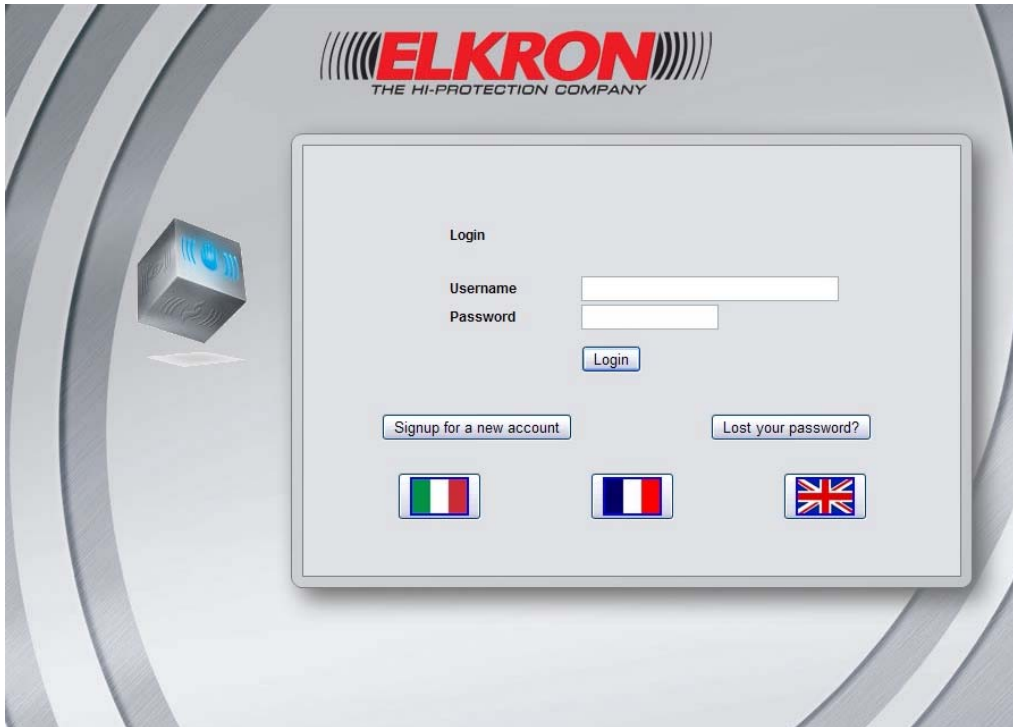 ELKRON
THE HI-PROTECTION COMPANY
Login
Username
Password
Login
Signup for a new account
Lost your password?